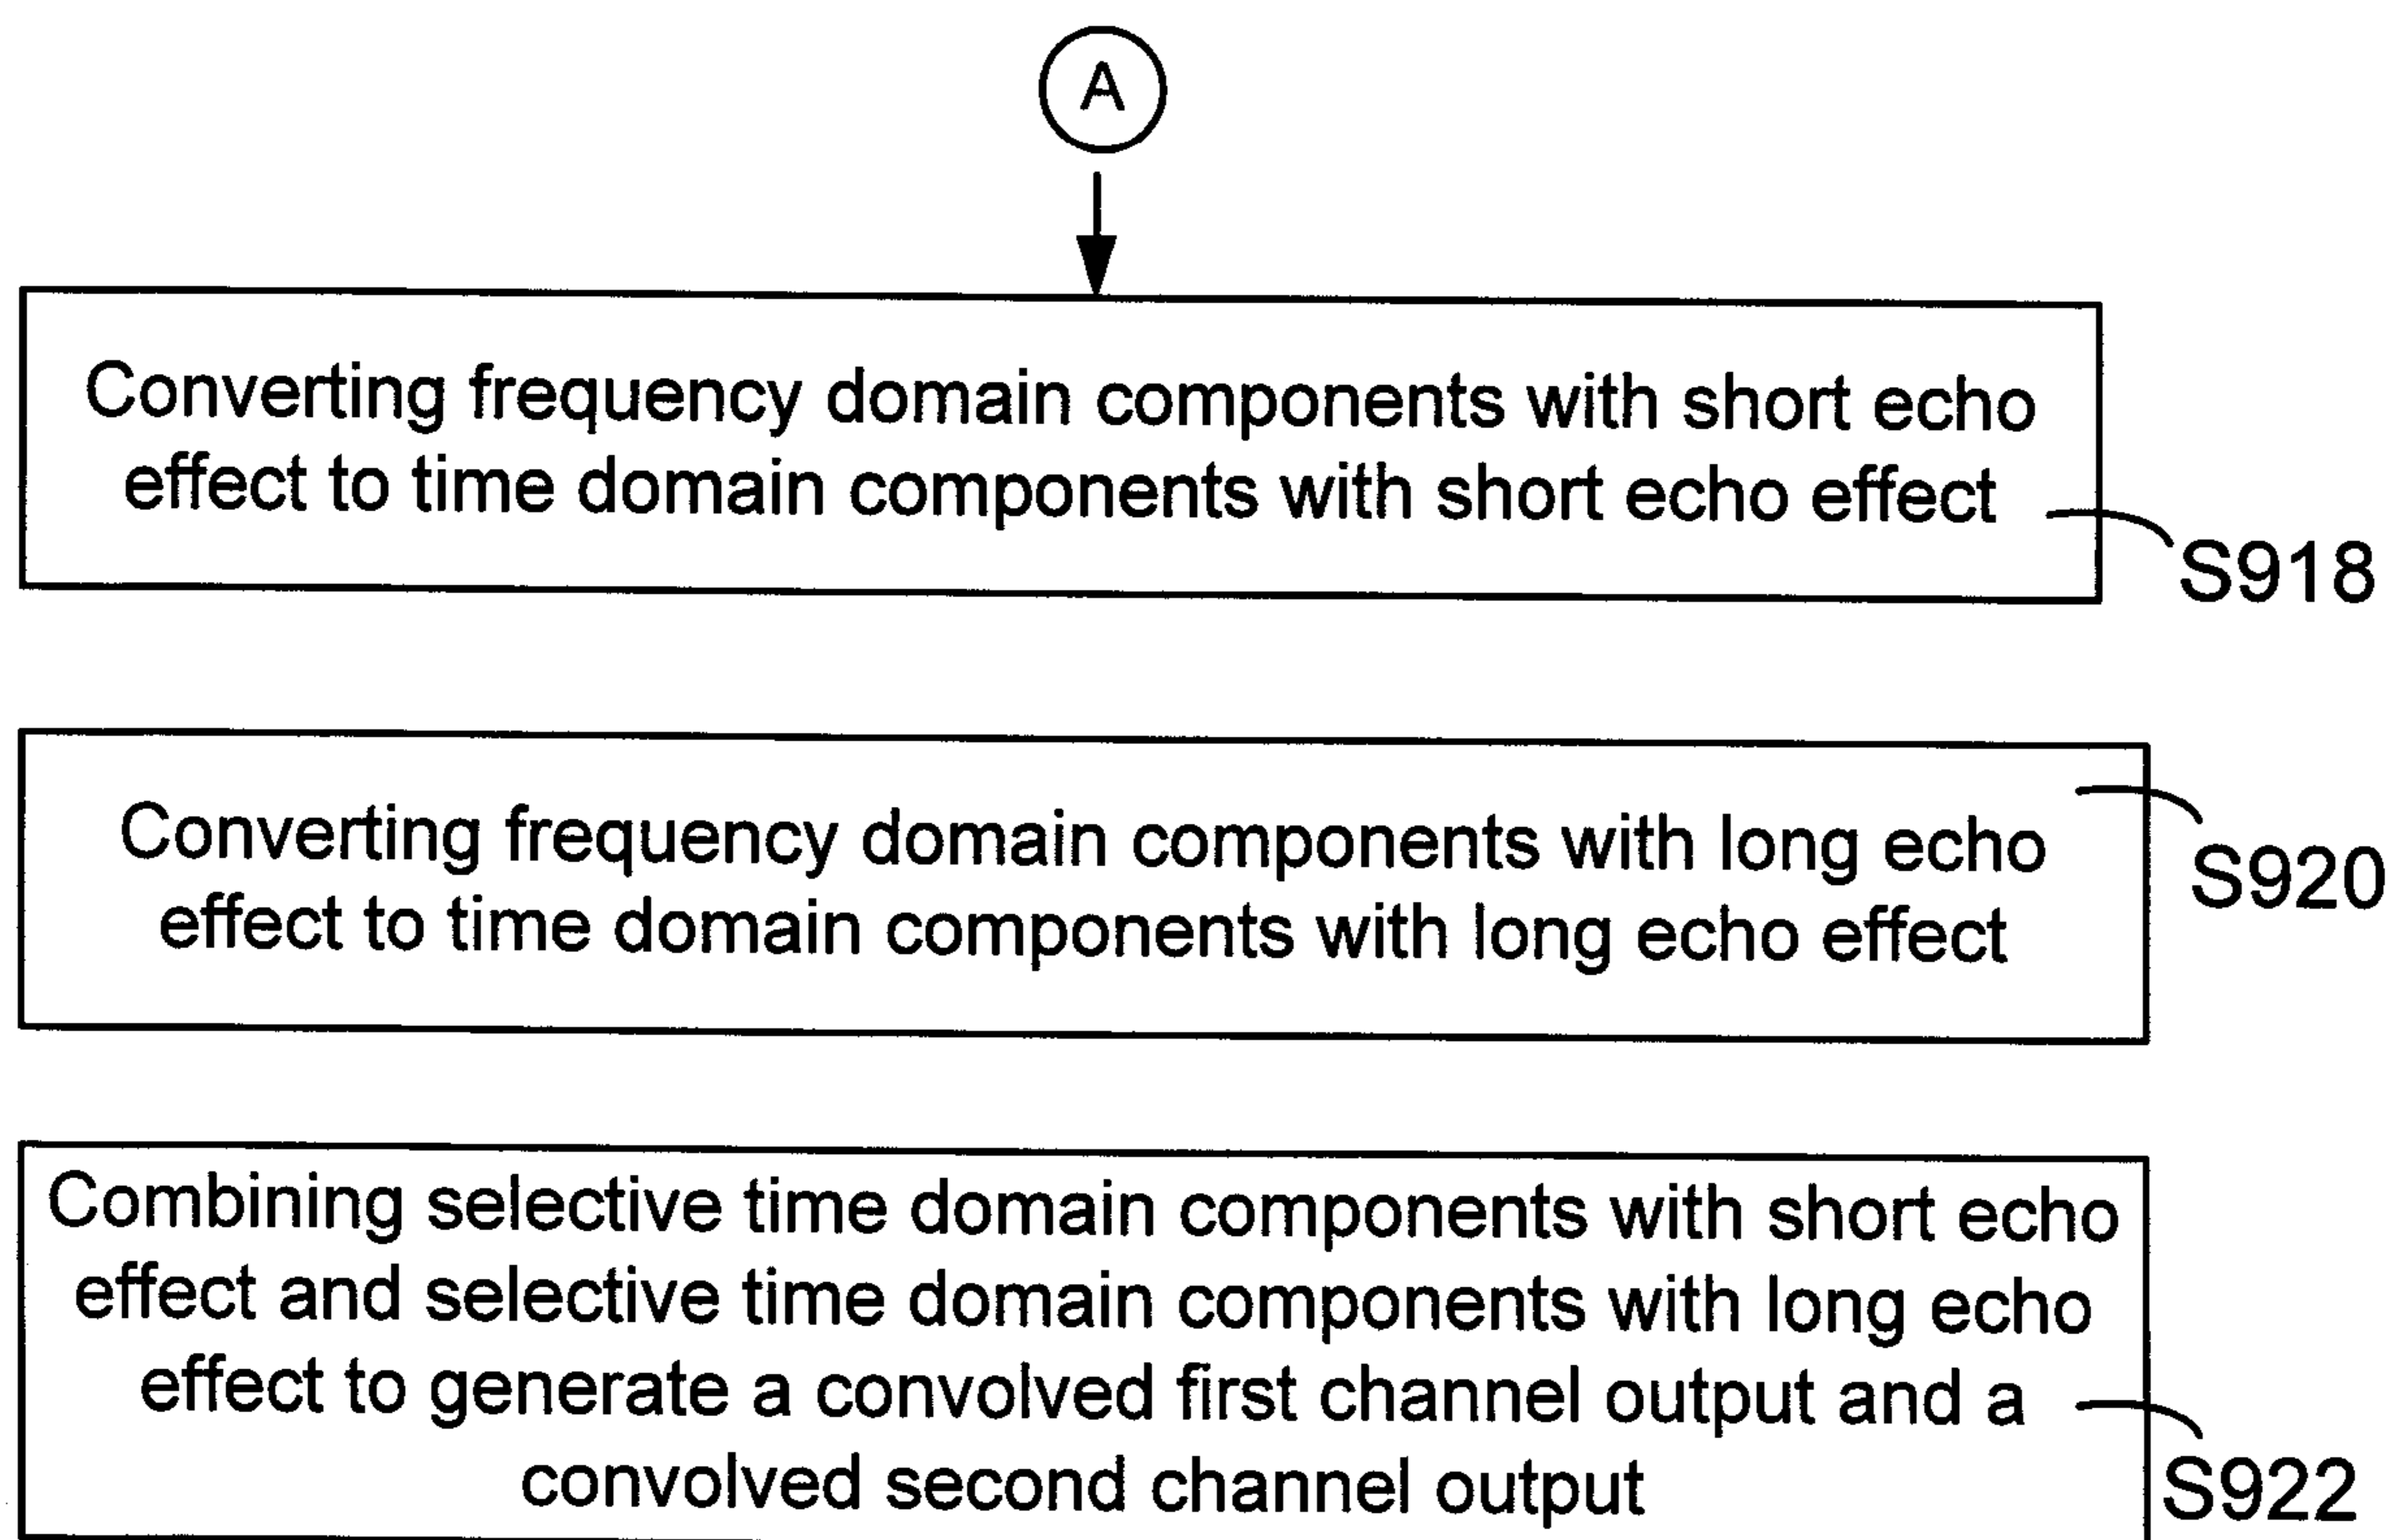 A
Converting frequency domain components with short echo
effect to time domain components with short echo effect
S918
Converting frequency domain components with long echo
effect to time domain components with long echo effect
S920
Combining selective time domain components with short echo
effect and selective time domain components with long echo
effect to generate a convolved first channel output and a
convolved second channel output
S922